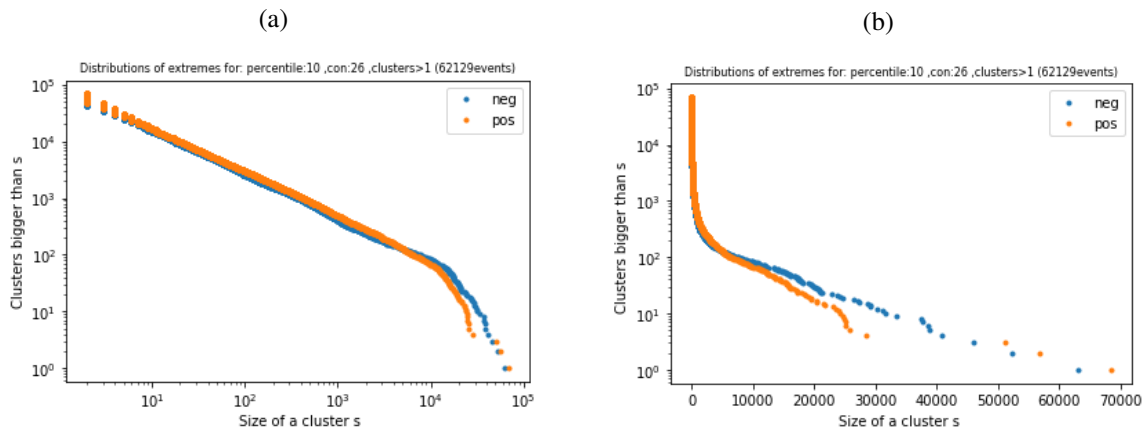 (a)
(b)
Distributions of extremes for: percentile:10 ,con:26 ,clusters>1 (62129events)
10^5
10^4
10^3
10^2
10^1
10^0
Clusters bigger than s
neg
pos
10^1
10^2
10^3
10^4
10^5
Size of a cluster s
Distributions of extremes for: percentile:10 ,con:26 ,clusters>1 (62129events)
10^5
10^4
10^3
10^2
10^1
10^0
Clusters bigger than s
neg
pos
0
10000
20000
30000
40000
50000
60000
70000
Size of a cluster s